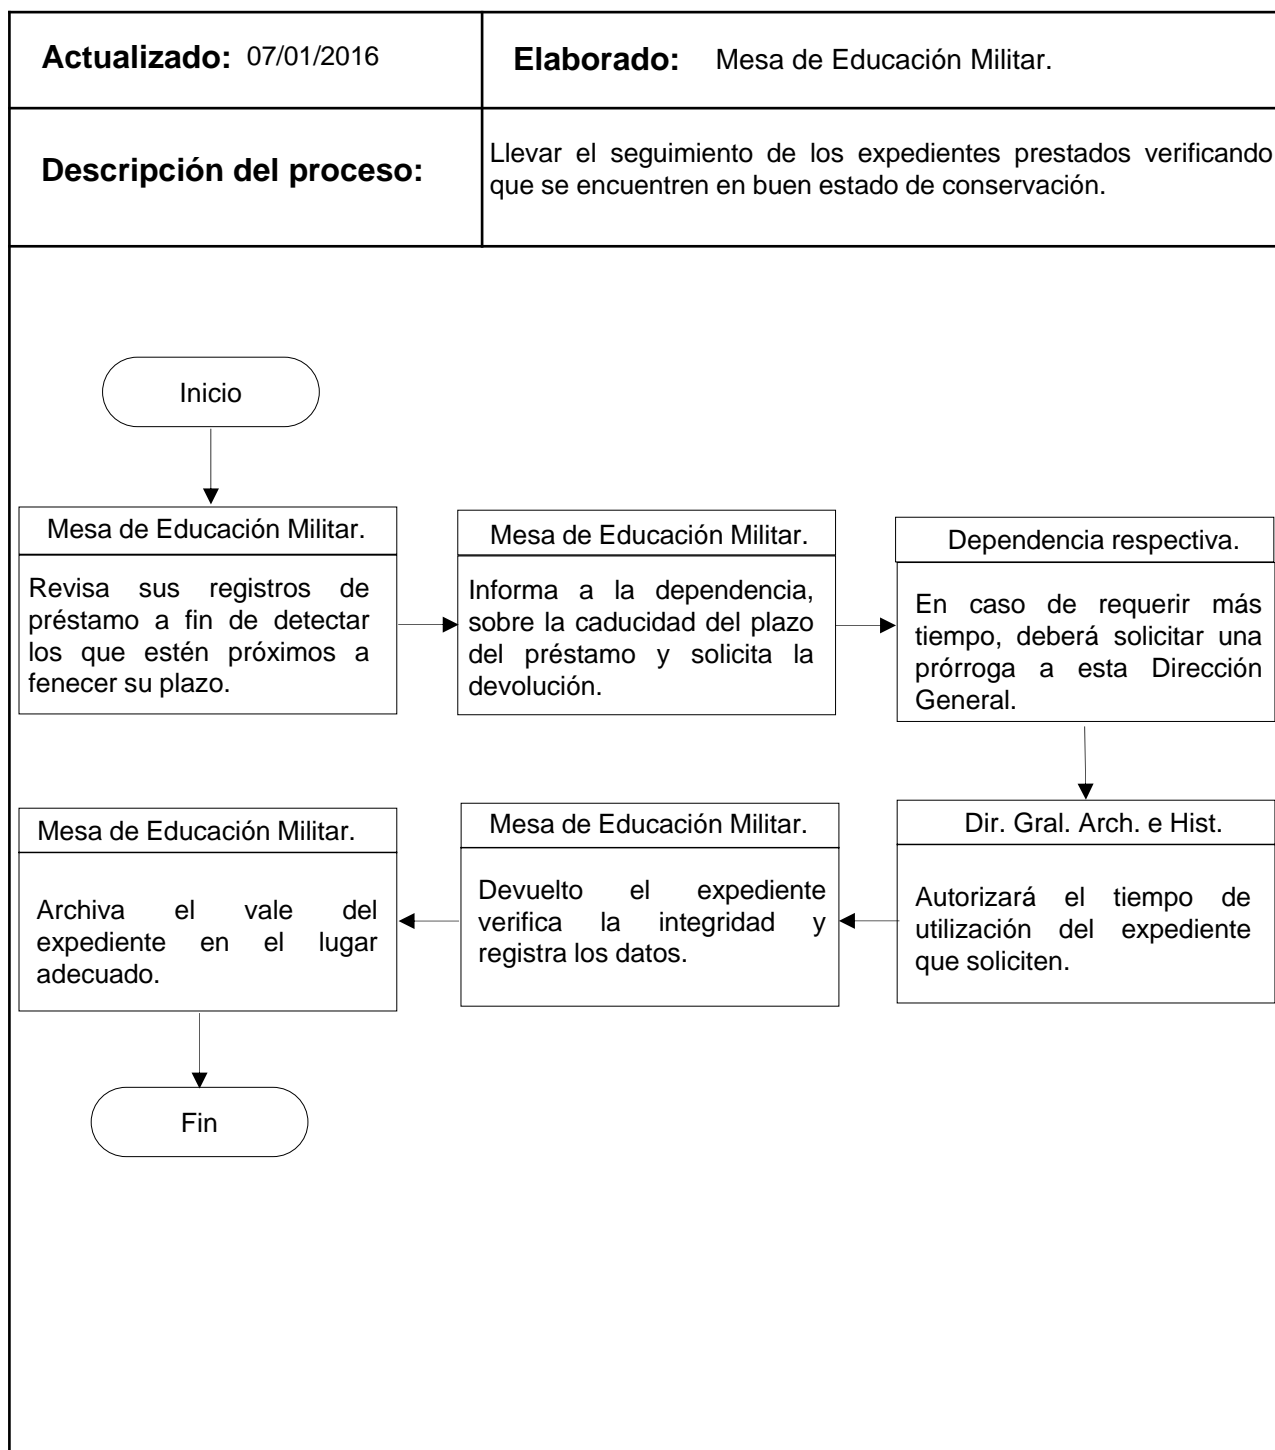 Actualizado: 07/01/2016
Elaborado: Mesa de Educación Militar.
Descripción del proceso:
Llevar el seguimiento de los expedientes prestados verificando
que se encuentren en buen estado de conservación.
Inicio
Mesa de Educación Militar.
Revisa sus registros de
préstamo a fin de detectar
los que estén próximos a
fenecer su plazo.
Mesa de Educación Militar.
Informa a la dependencia,
sobre la caducidad del plazo
del préstamo y solicita la
devolución.
Dependencia respectiva.
En caso de requerir más
tiempo, deberá solicitar una
prórroga a esta Dirección
General.
Dir. Gral. Arch. e Hist.
Autorizará el tiempo de
utilización del expediente
que soliciten.
Mesa de Educación Militar.
Devuelto el expediente
verifica la integridad y
registra los datos.
Mesa de Educación Militar.
Archiva el vale del
expediente en el lugar
adecuado.
Fin